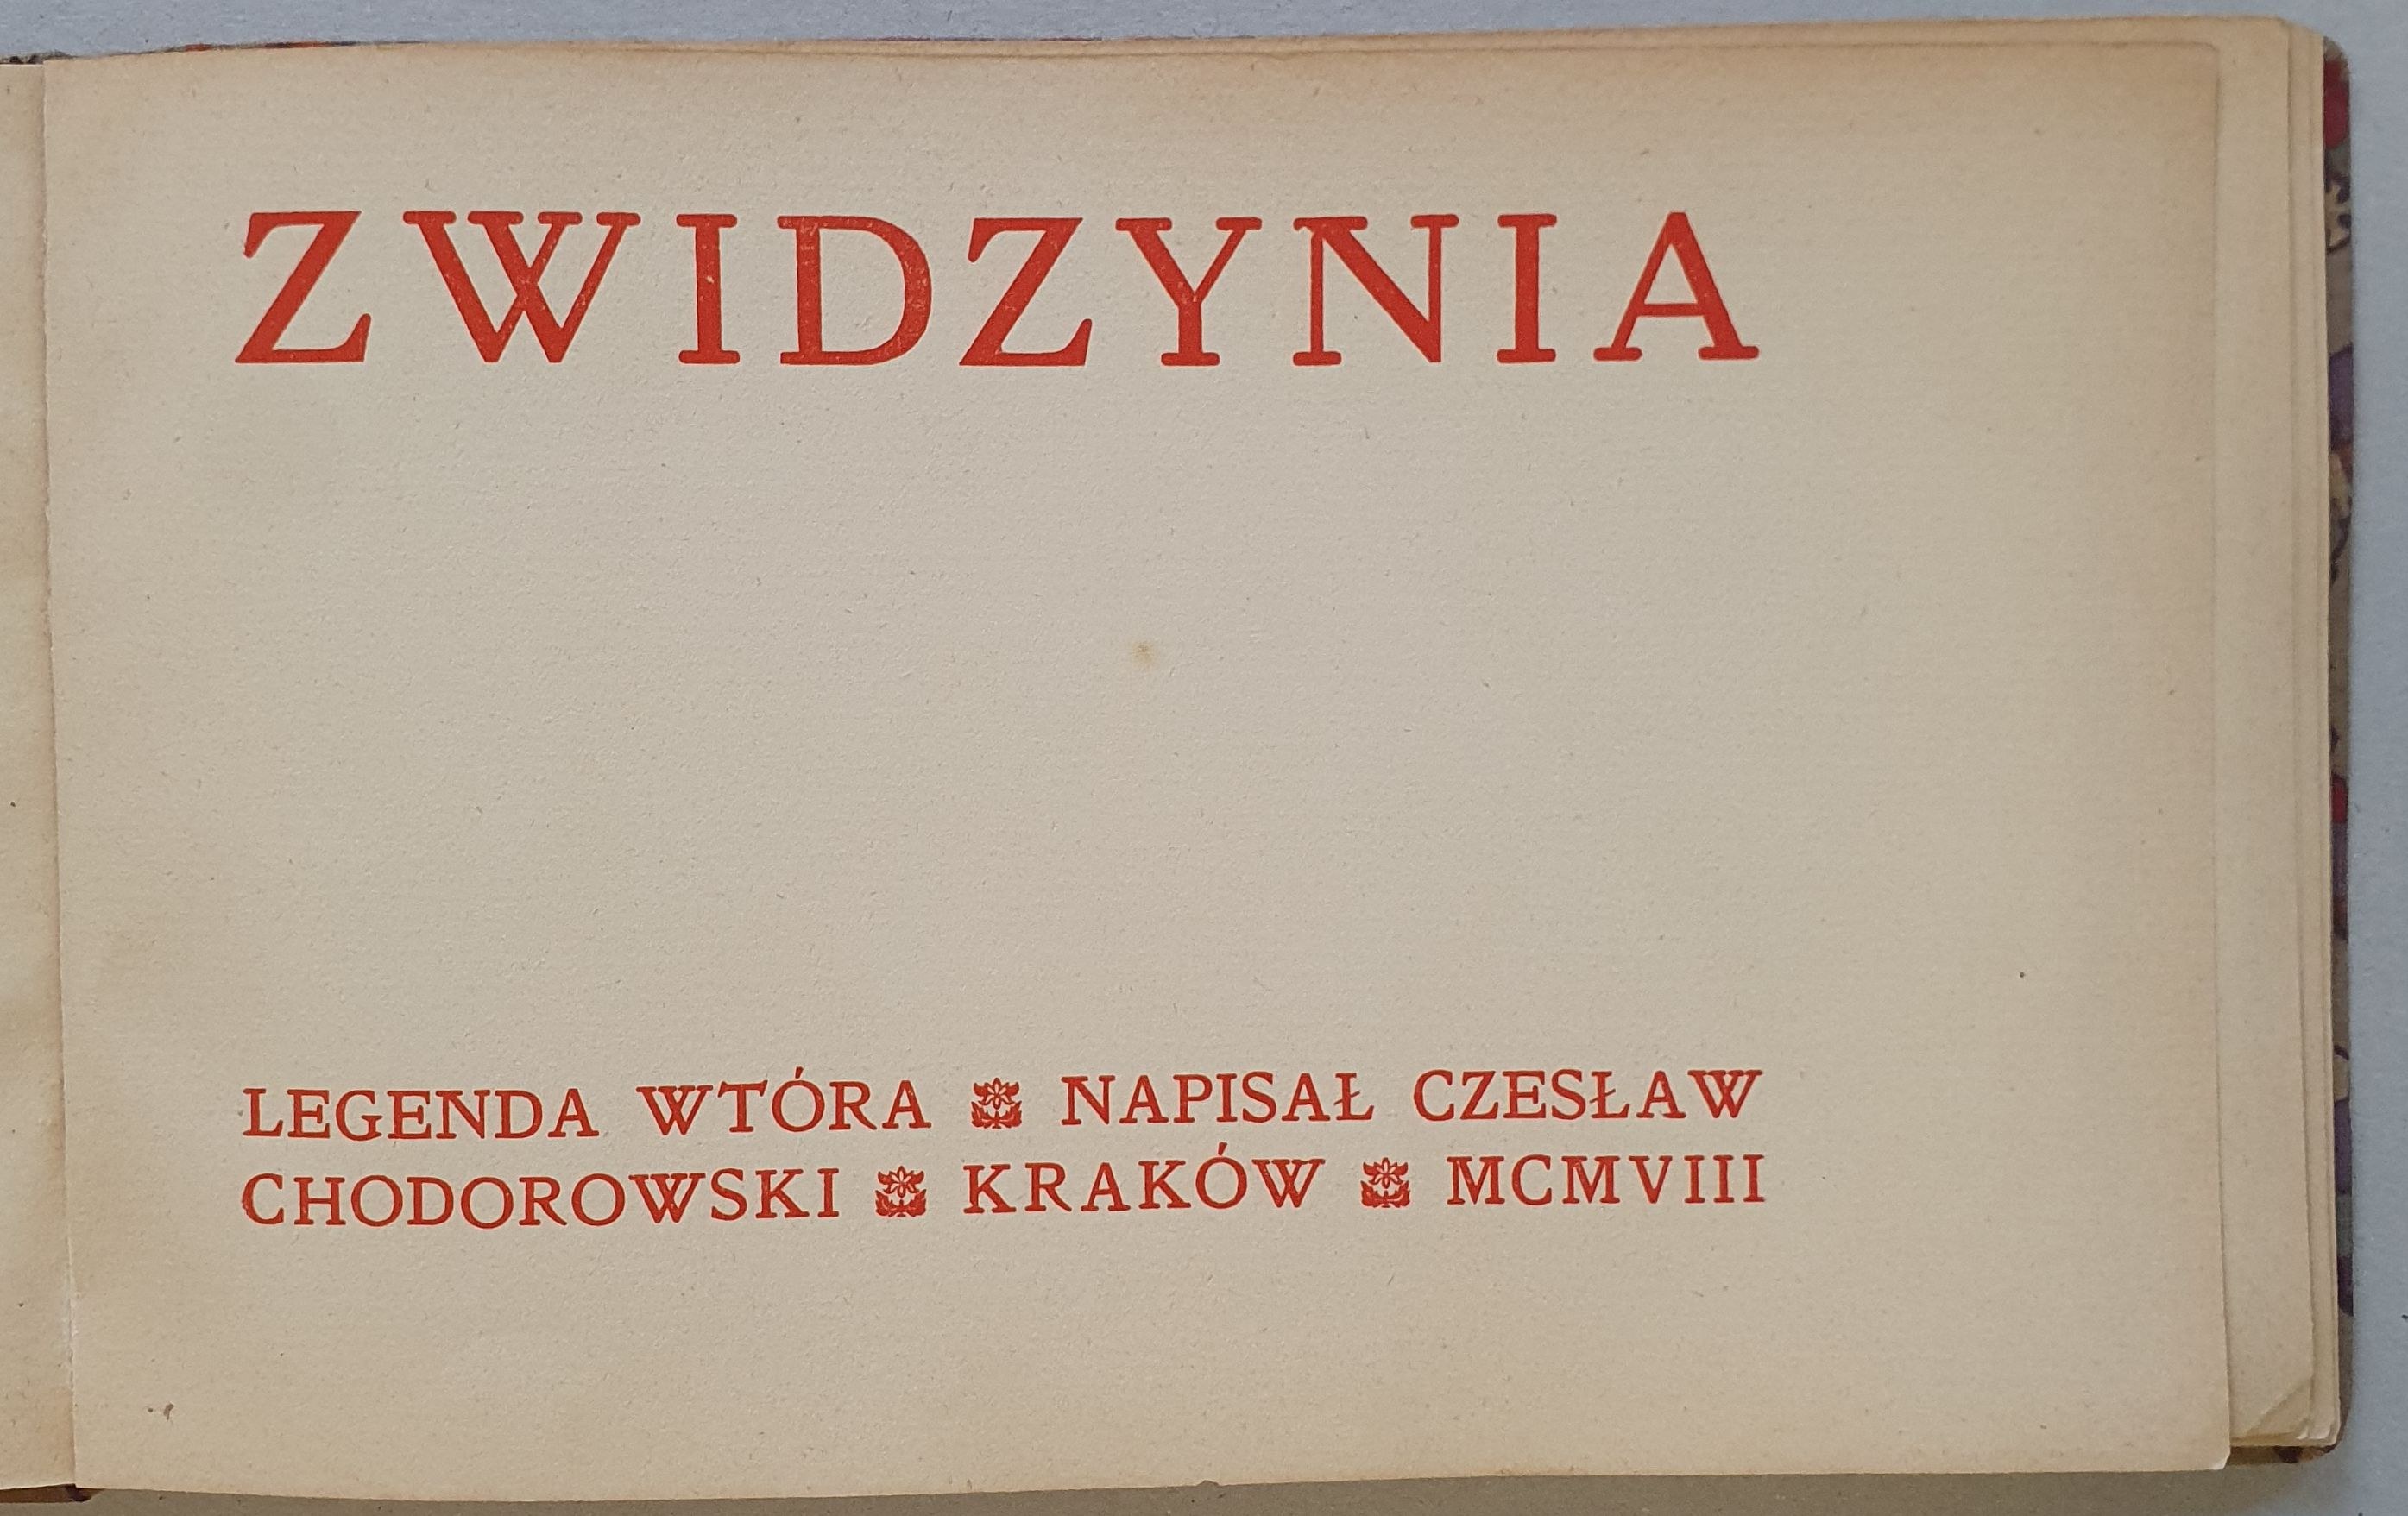 ZWIDZYNIA
LEGENDA WTÓRA NAPISAŁ CZESŁAW
CHODOROWSKI KRAKÓW MCMVIII